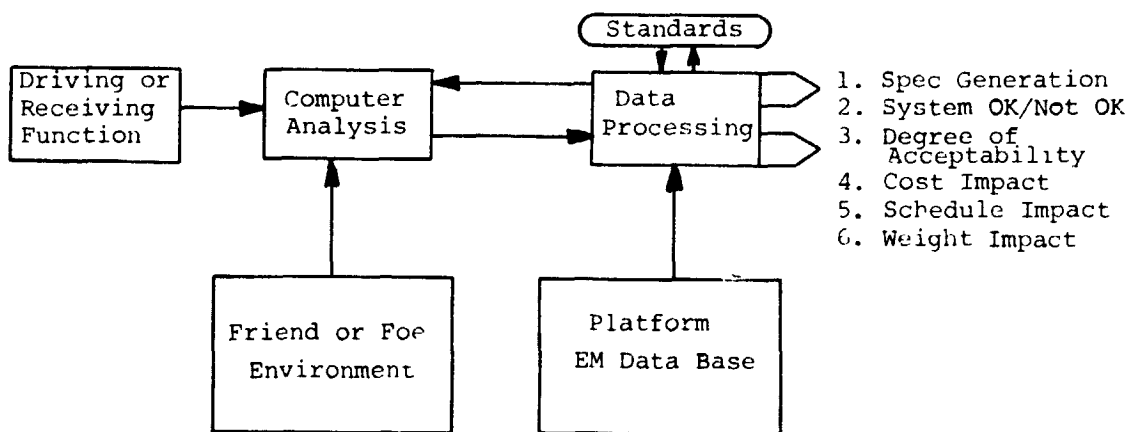 Standards
Driving or
Receiving
Function
Computer
Analysis
Data
Processing
1. Spec Generation
2. System OK/Not OK
3. Degree of
Acceptability
4. Cost Impact
5. Schedule Impact
6. Weight Impact
Friend or Foe
Environment
Platform
EM Data Base